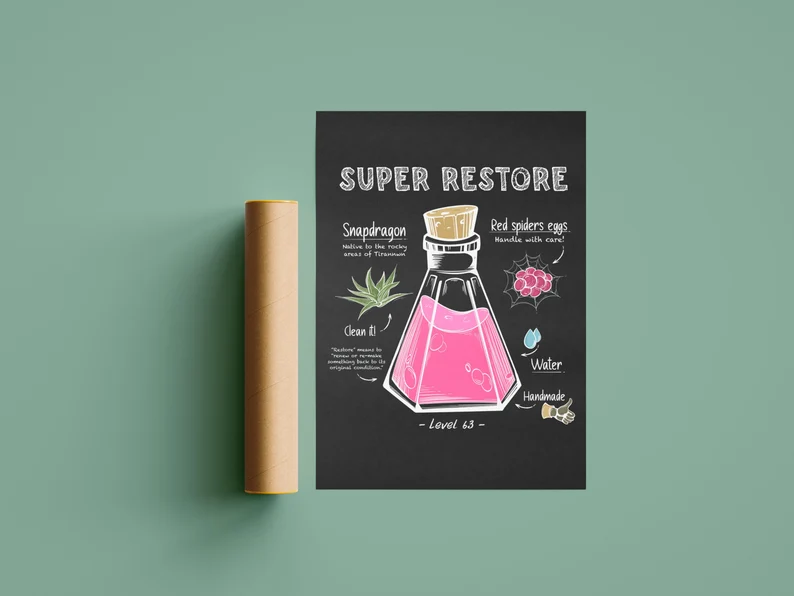 SUPER RESTORE
Snapdragon
Native to the rocky
areas of Tirannwn
Red spiders eggs
Handle with care!
Clean it!
"Restore" means to
"renew or re-make
something back to its
original condition."
Water
Handmade
- Level 63 -